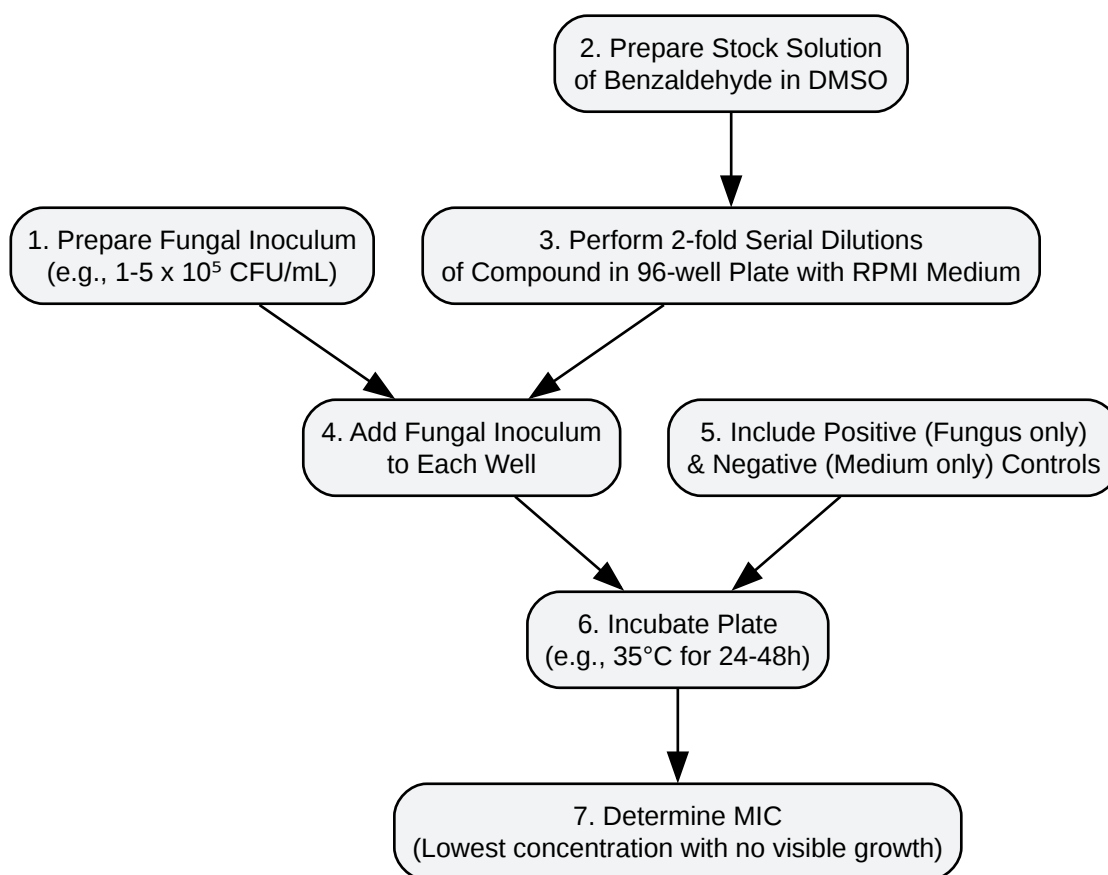 2. Prepare Stock Solution
of Benzaldehyde in DMSO
1. Prepare Fungal Inoculum
(e.g., 1-5 x 10⁵ CFU/mL)
3. Perform 2-fold Serial Dilutions
of Compound in 96-well Plate with RPMI Medium
4. Add Fungal Inoculum
to Each Well
5. Include Positive (Fungus only)
& Negative (Medium only) Controls
6. Incubate Plate
(e.g., 35°C for 24-48h)
7. Determine MIC
(Lowest concentration with no visible growth)